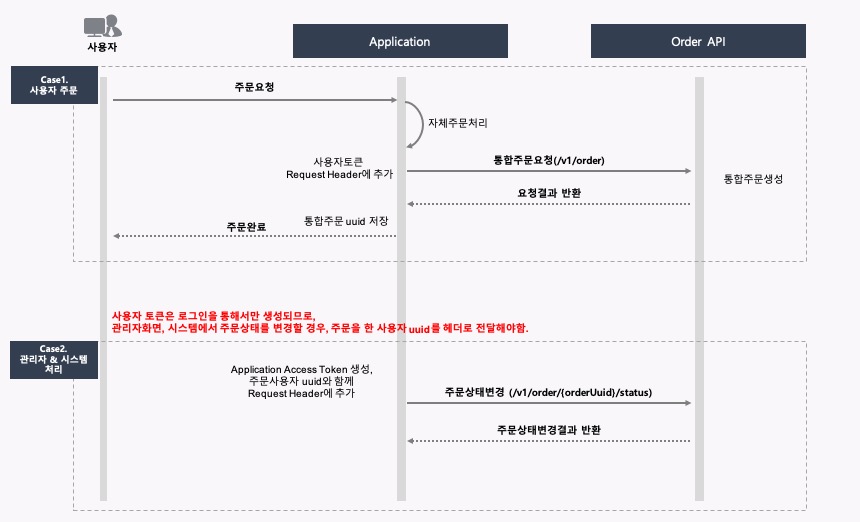 사용자
Application
Order API
Case1.
사용자 주문
주문요청
자체주문처리
사용자토큰
Request Header에 추가
통합주문요청(/v1/order)
통합주문생성
요청결과 반환
통합주문 uuid 저장
주문완료
사용자 토큰은 로그인을 통해서만 생성되므로,
관리자화면, 시스템에서 주문상태를 변경할 경우, 주문을 한 사용자 uuid를 헤더로 전달해야함.
Case2.
관리자 & 시스템
처리
Application Access Token 생성,
주문사용자 uuid와 함께
Request Header에 추가
주문상태변경 (/v1/order/{orderUuid}/status)
주문상태변경결과 반환